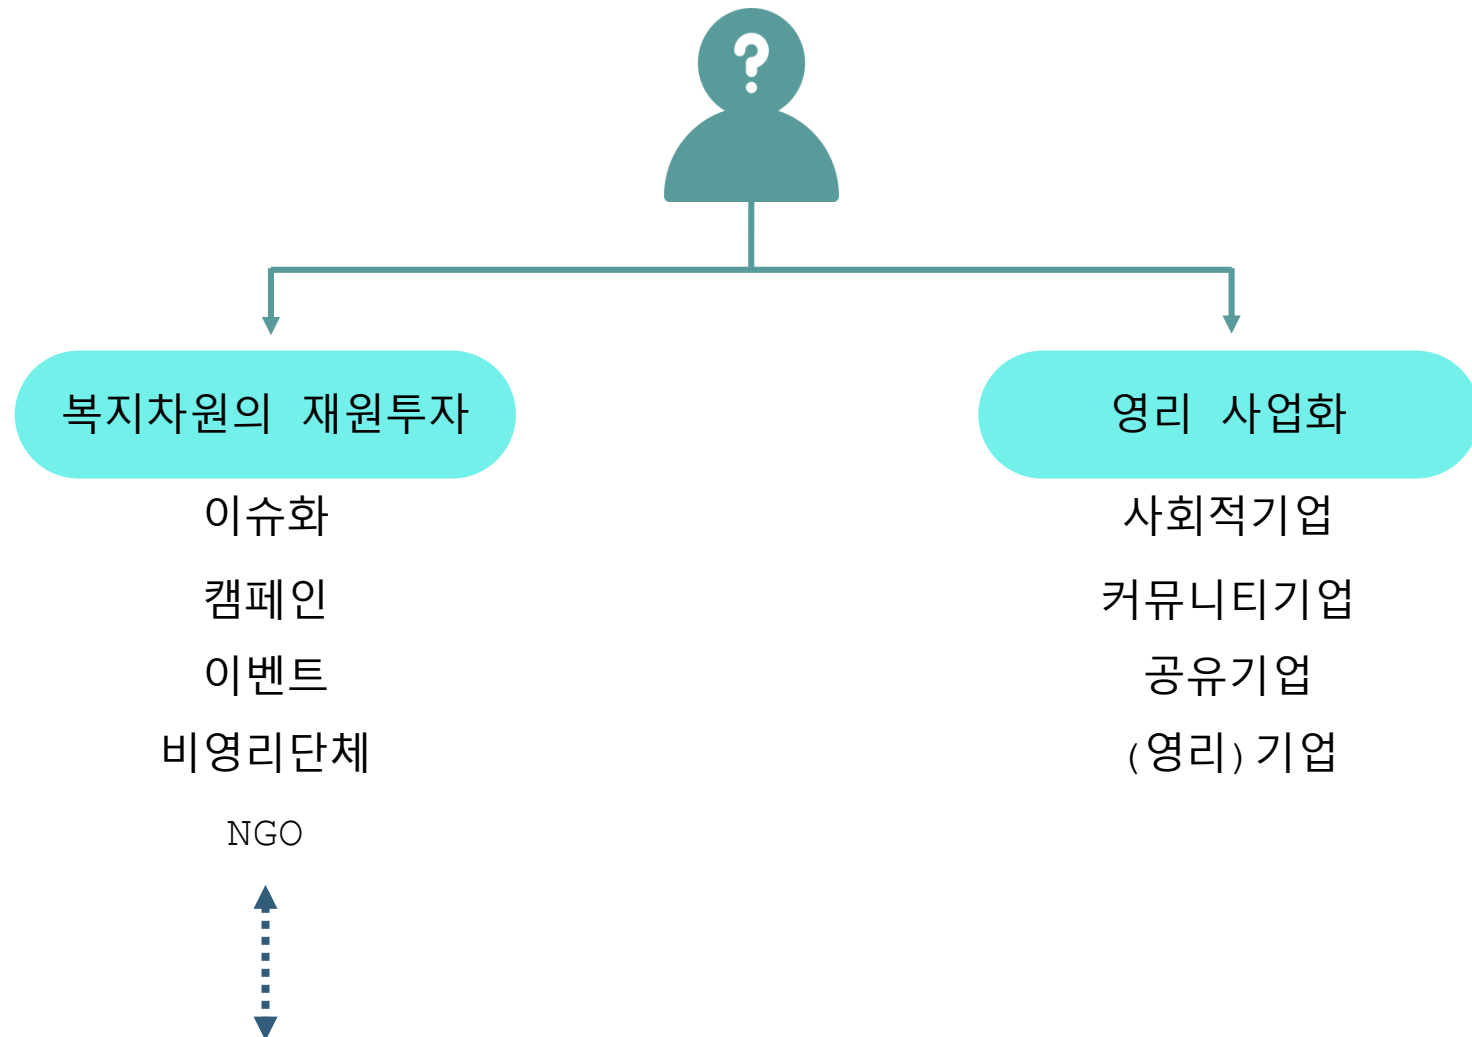 ?
복지차원의 재원투자
이슈화
캠페인
이벤트
비영리단체
NGO
영리 사업화
사회적기업
커뮤니티기업
공유기업
(영리)기업